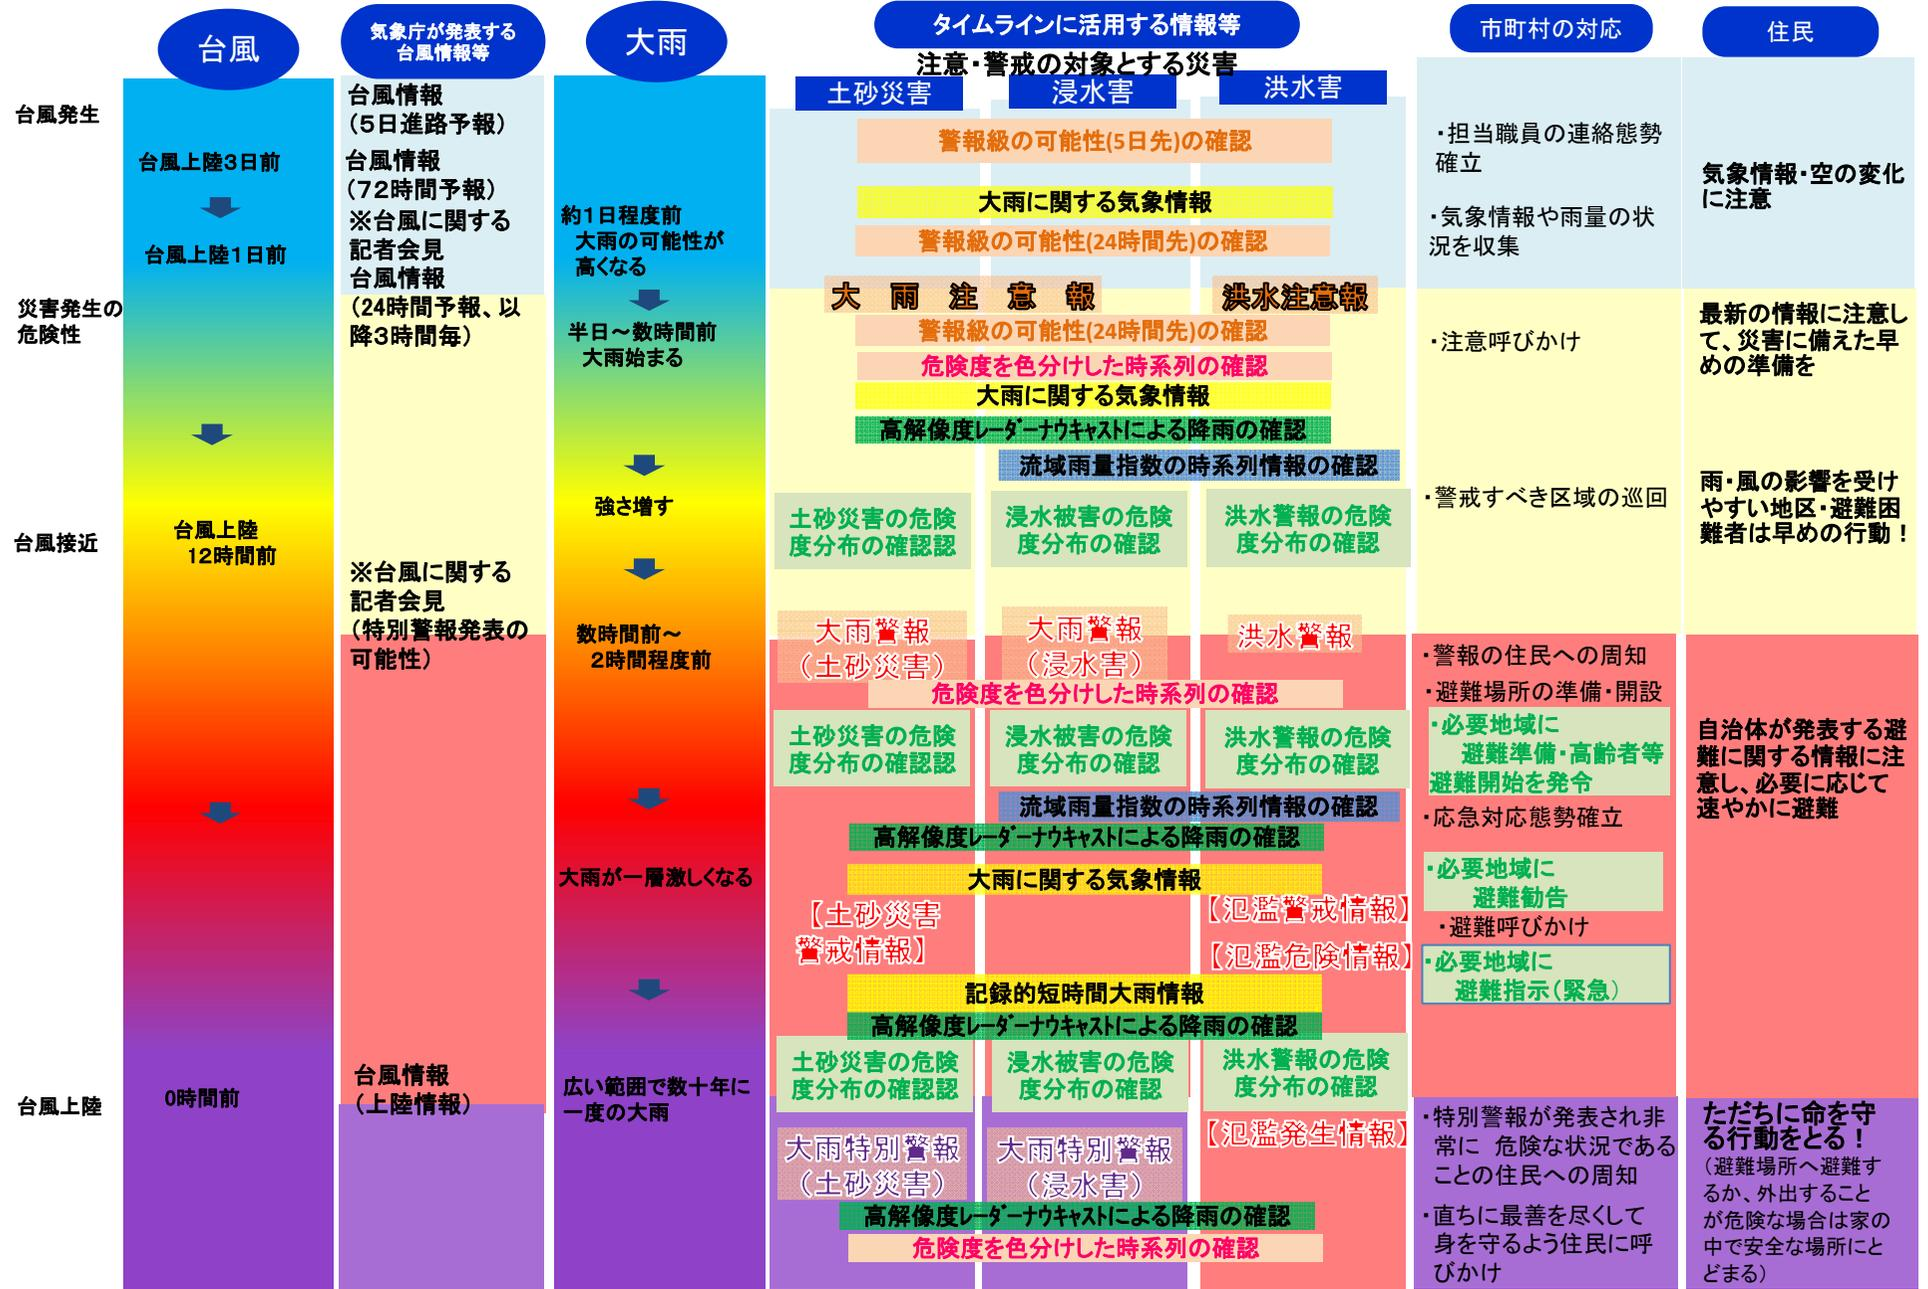 台風
気象庁が発表する
台風情報等
大雨
タイムラインに活用する情報等
注意・警戒の対象とする災害
土砂災害
浸水害
洪水害
市町村の対応
住民
台風発生
災害発生の
危険性
台風接近
台風上陸
台風上陸3日前
台風上陸1日前
台風上陸
12時間前
0時間前
台風情報
(5日進路予報)
台風情報
(72時間予報)
※台風に関する
記者会見
台風情報
(24時間予報、以
降3時間毎)
※台風に関する
記者会見
(特別警報発表の
可能性)
台風情報
(上陸情報)
約1日程度前
大雨の可能性が
高くなる
半日～数時間前
大雨始まる
強さ増す
数時間前～
2時間程度前
大雨が一層激しくなる
広い範囲で数十年に
一度の大雨
警報級の可能性(5日先)の確認
大雨に関する気象情報
警報級の可能性(24時間先)の確認
大 雨 注 意 報
洪水注意報
警報級の可能性(24時間先)の確認
危険度を色分けした時系列の確認
大雨に関する気象情報
高解像度レーダーナウキャストによる降雨の確認
流域雨量指数の時系列情報の確認
土砂災害の危険
度分布の確認認
浸水被害の危険
度分布の確認
洪水警報の危険
度分布の確認
大雨警報
(土砂災害)
大雨警報
(浸水害)
洪水警報
危険度を色分けした時系列の確認
土砂災害の危険
度分布の確認認
浸水被害の危険
度分布の確認
洪水警報の危険
度分布の確認
流域雨量指数の時系列情報の確認
高解像度レーダーナウキャストによる降雨の確認
大雨に関する気象情報
【土砂災害
警戒情報】
【氾濫警戒情報】
【氾濫危険情報】
記録的短時間大雨情報
高解像度レーダーナウキャストによる降雨の確認
土砂災害の危険
度分布の確認認
浸水被害の危険
度分布の確認
洪水警報の危険
度分布の確認
【氾濫発生情報】
大雨特別警報
(土砂災害)
大雨特別警報
(浸水害)
高解像度レーダーナウキャストによる降雨の確認
危険度を色分けした時系列の確認
・担当職員の連絡態勢
確立
・気象情報や雨量の状
況を収集
・注意呼びかけ
・警戒すべき区域の巡回
・警報の住民への周知
・避難場所の準備・開設
・必要地域に
避難準備・高齢者等
避難開始を発令
・応急対応態勢確立
・必要地域に
避難勧告
・避難呼びかけ
・必要地域に
避難指示(緊急)
・特別警報が発表され非
常に 危険な状況である
ことの住民への周知
・直ちに最善を尽くして
身を守るよう住民に呼
びかけ
気象情報・空の変化
に注意
最新の情報に注意し
て、災害に備えた早
めの準備を
雨・風の影響を受け
やすい地区・避難困
難者は早めの行動！
自治体が発表する避
難に関する情報に注
意し、必要に応じて
速やかに避難
ただちに命を守
る行動をとる！
(避難場所へ避難す
るか、外出すること
が危険な場合は家の
中で安全な場所にと
どまる)